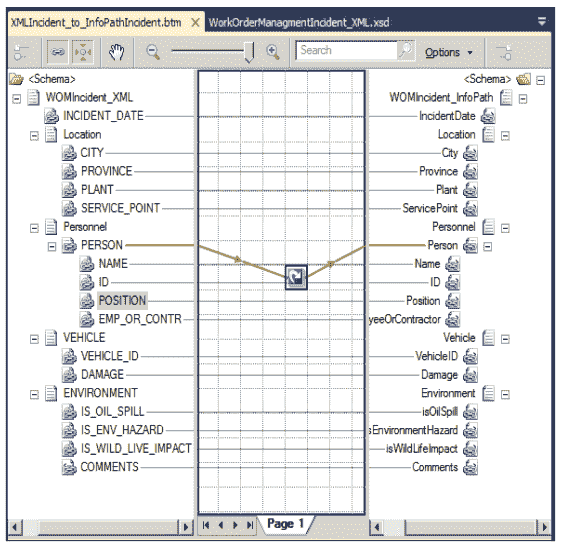 XMLIncident_to_InfoPathIncident.btm WorkOrderManagmentIncident_XML.xsd
Search Options
<Schema> <Schema>
WOMIncident_XML WOMIncident_InfoPath
INCIDENT_DATE IncidentDate
Location Location
CITY City
PROVINCE Province
PLANT Plant
SERVICE_POINT ServicePoint
Personnel Personnel
PERSON Person
NAME Name
ID ID
POSITION Position
EMP_OR_CONTR yeeOrContractor
VEHICLE Vehicle
VEHICLE_ID VehicleID
DAMAGE Damage
ENVIRONMENT Environment
IS_OIL_SPILL isOilSpill
IS_ENV_HAZARD sEnvironmentHazard
IS_WILD_LIVE_IMPACT isWildLifeImpact
COMMENTS Comments
Page 1